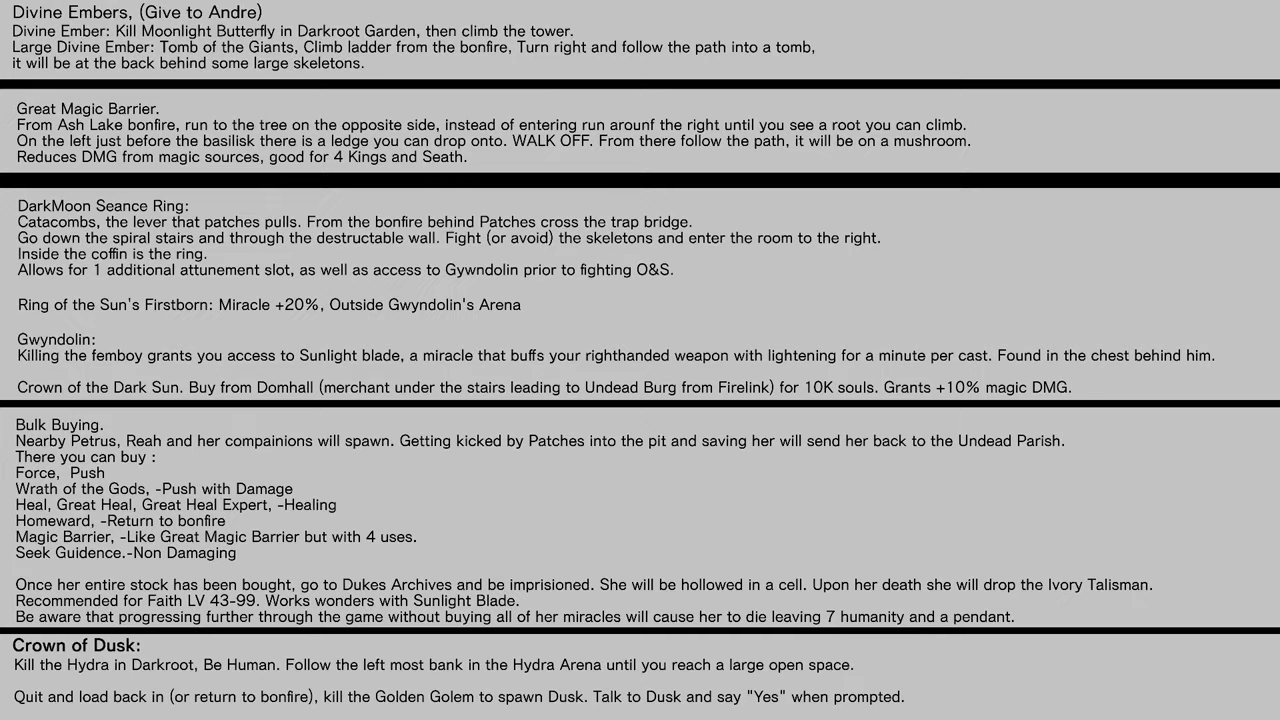 Divine Embers, (Give to Andre)
Divine Ember: Kill Moonlight Butterfly in Darkroot Garden, then climb the tower.
Large Divine Ember: Tomb of the Giants, Climb ladder from the bonfire, Turn right and follow the path into a tomb,
it will be at the back behind some large skeletons.
Great Magic Barrier.
From Ash Lake bonfire, run to the tree on the opposite side, instead of entering run arounf the right until you see a root you can climb.
On the left just before the basilisk there is a ledge you can drop onto. WALK OFF. From there follow the path, it will be on a mushroom.
Reduces DMG from magic sources, good for 4 Kings and Seath.
DarkMoon Seance Ring:
Catacombs, the lever that patches pulls. From the bonfire behind Patches cross the trap bridge.
Go down the spiral stairs and through the destructable wall. Fight (or avoid) the skeletons and enter the room to the right.
Inside the coffin is the ring.
Allows for 1 additional attunement slot, as well as access to Gywndolin prior to fighting O&S.
Ring of the Sun's Firstborn: Miracle +20%, Outside Gwyndolin's Arena
Gwyndolin:
Killing the femboy grants you access to Sunlight blade, a miracle that buffs your righthanded weapon with lightening for a minute per cast. Found in the chest behind him.
Crown of the Dark Sun. Buy from Domhall (merchant under the stairs leading to Undead Burg from Firelink) for 10K souls. Grants +10% magic DMG.
Bulk Buying.
Nearby Petrus, Reah and her compainions will spawn. Getting kicked by Patches into the pit and saving her will send her back to the Undead Parish.
There you can buy :
Force,  Push
Wrath of the Gods, -Push with Damage
Heal, Great Heal, Great Heal Expert, -Healing
Homeward, -Return to bonfire
Magic Barrier, -Like Great Magic Barrier but with 4 uses.
Seek Guidence.-Non Damaging
Once her entire stock has been bought, go to Dukes Archives and be imprisioned. She will be hollowed in a cell. Upon her death she will drop the Ivory Talisman.
Recommended for Faith LV 43-99. Works wonders with Sunlight Blade.
Be aware that progressing further through the game without buying all of her miracles will cause her to die leaving 7 humanity and a pendant.
Crown of Dusk:
Kill the Hydra in Darkroot, Be Human. Follow the left most bank in the Hydra Arena until you reach a large open space.
Quit and load back in (or return to bonfire), kill the Golden Golem to spawn Dusk. Talk to Dusk and say "Yes" when prompted.